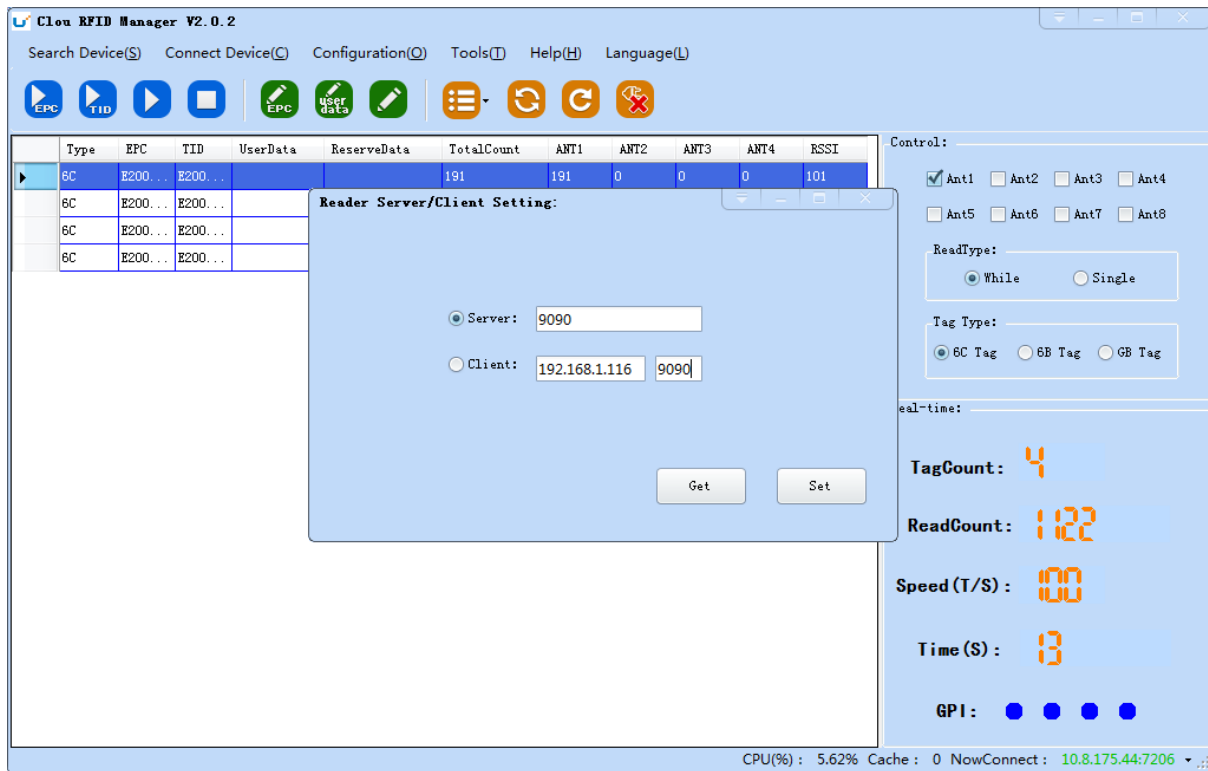 Clou RFID Manager V2.0.2
Search Device(S) Connect Device(C) Configuration(O) Tools(T) Help(H) Language(L)
EPC TID EPC user data
Type EPC TID UserData ReserveData TotalCount ANT1 ANT2 ANT3 ANT4 RSSI
6C E200... E200... 191 191 0 0 0 101
6C E200... E200...
6C E200... E200...
6C E200... E200...
Reader Server/Client Setting:
Server: 9090
Client: 192.168.1.116 9090
Get Set
Control:
Ant1 Ant2 Ant3 Ant4
Ant5 Ant6 Ant7 Ant8
ReadType:
While Single
Tag Type:
6C Tag 6B Tag GB Tag
eal-time:
TagCount: 4
ReadCount: 1122
Speed(T/S): 100
Time(S): 13
GPI:
CPU(%) : 5.62% Cache : 0 NowConnect : 10.8.175.44:7206